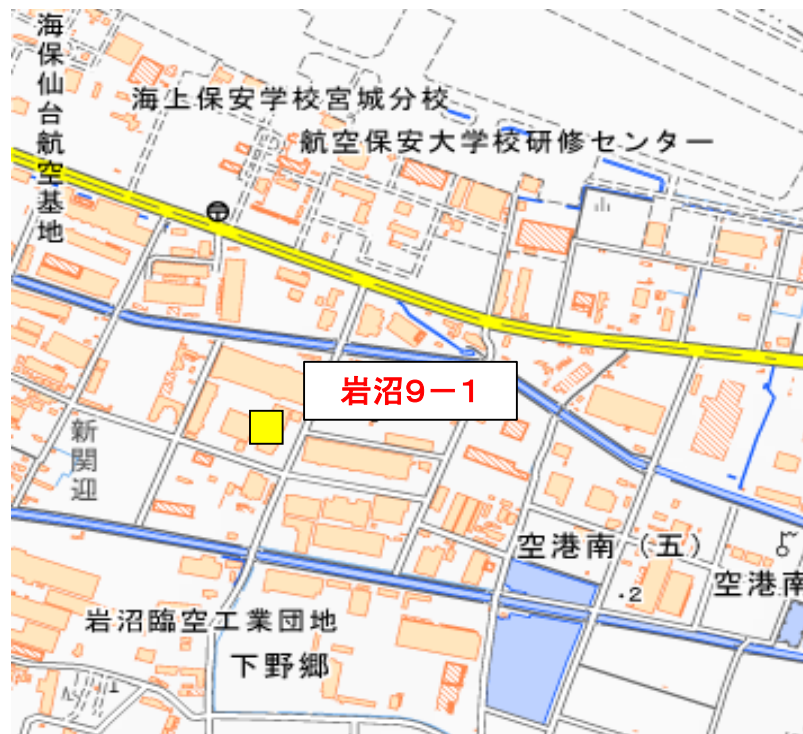 海保仙台航空基地
海上保安学校宮城分校
航空保安大学校研修センター
岩沼9－1
新関迎
空港南（五）
・2
空港南
岩沼臨空工業団地
下野郷
1